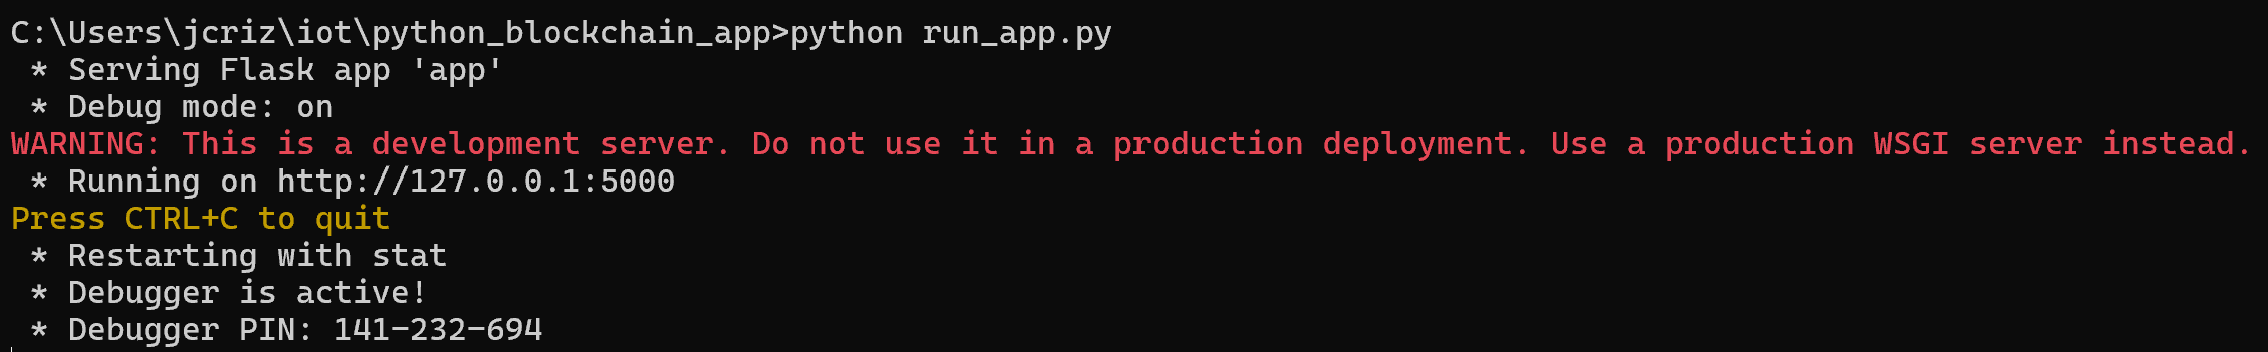 C:\Users\jcriz\iot\python_blockchain_app>python run_app.py
 * Serving Flask app 'app'
 * Debug mode: on
WARNING: This is a development server. Do not use it in a production deployment. Use a production WSGI server instead.
 * Running on http://127.0.0.1:5000
Press CTRL+C to quit
 * Restarting with stat
 * Debugger is active!
 * Debugger PIN: 141-232-694